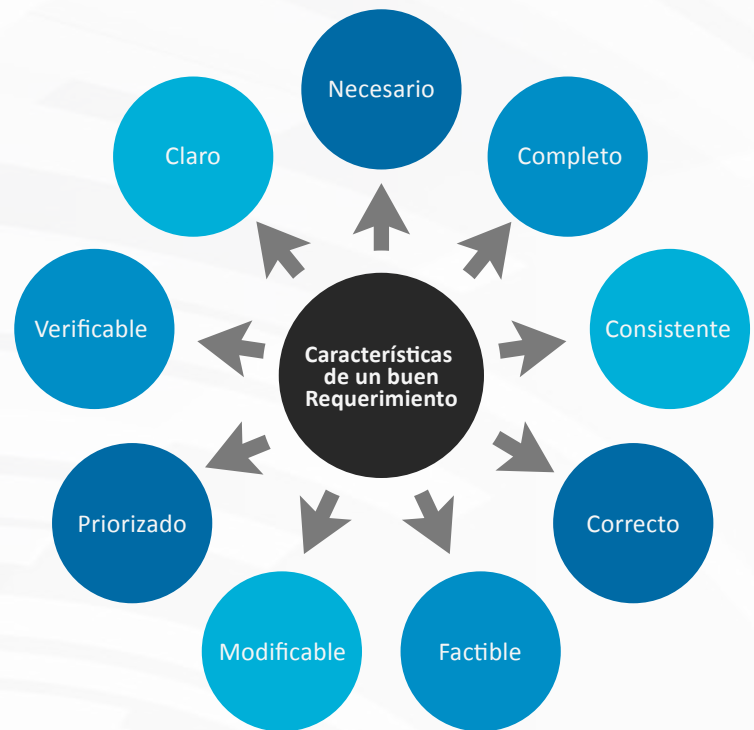 Necesario
Completo
Consistente
Correcto
Factible
Modificable
Priorizado
Verificable
Claro
Características
de un buen
Requerimiento